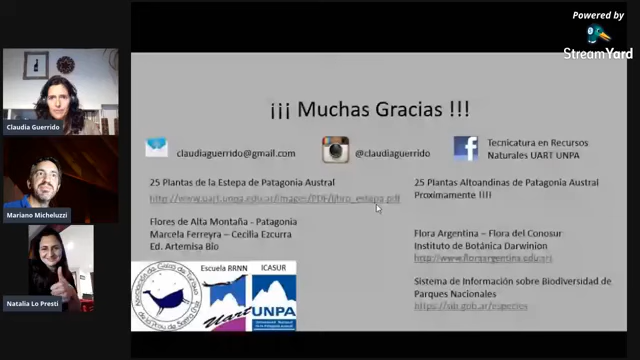 Powered by
StreamYard
¡¡¡ Muchas Gracias !!!
claudiaguerrido@gmail.com
@claudiaguerrido
Tecnicatura en Recursos
Naturales UART UNPA
25 Plantas de la Estepa de Patagonia Austral
http://www.uart.unpa.edu.ar/images/PDF/libro_estepa.pdf
Flores de Alta Montaña - Patagonia
Marcela Ferreyra – Cecilia Ezcurra
Ed. Artemisa Bio
25 Plantas Altoandinas de Patagonia Austral
Proximamente !!!!
Flora Argentina – Flora del Conosur
Instituto de Botánica Darwinion
http://www.floraargentina.edu.ar/
Sistema de Información sobre Biodiversidad de
Parques Nacionales
https://sib.gob.ar/especies
Escuela RRNN
Uart
ICASUR
UNPA
Claudia Guerrido
Mariano Micheluzzi
Natalia Lo Presti